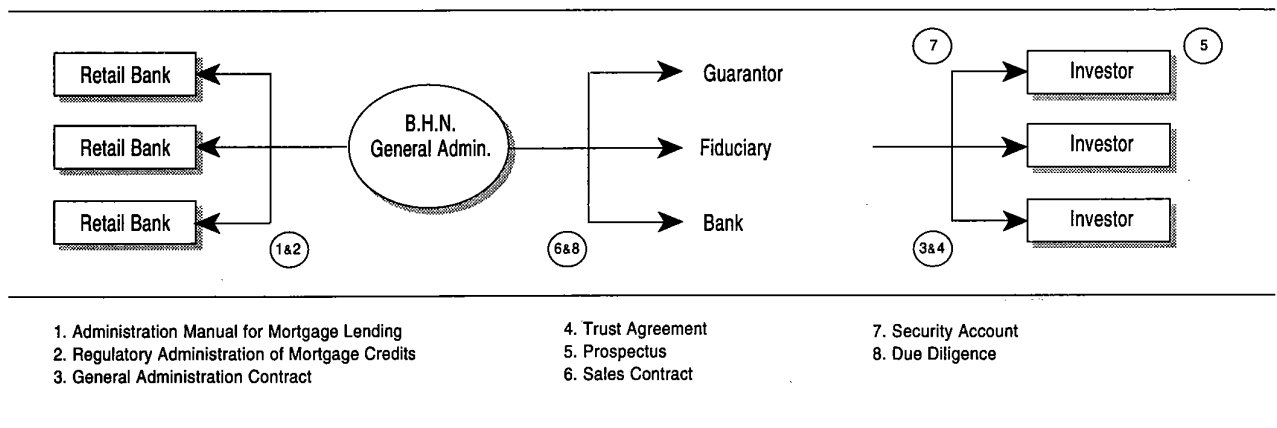 7
5
Retail Bank
Guarantor
Investor
B.H.N.
General Admin.
Retail Bank
Fiduciary
Investor
Retail Bank
Bank
Investor
1&2
6&8
3&4
1. Administration Manual for Mortgage Lending
2. Regulatory Administration of Mortgage Credits
3. General Administration Contract
4. Trust Agreement
5. Prospectus
6. Sales Contract
7. Security Account
8. Due Diligence